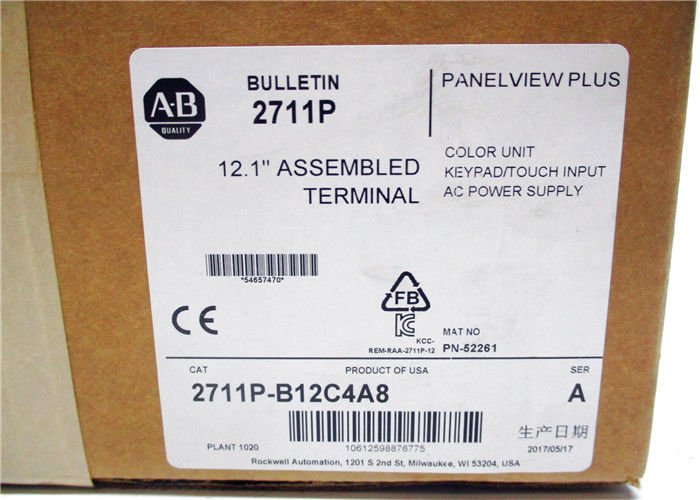 A-B
QUALITY
BULLETIN
2711P
PANELVIEW PLUS
12.1" ASSEMBLED
TERMINAL
COLOR UNIT
KEYPAD/TOUCH INPUT
AC POWER SUPPLY
*54657470*
CE
FB
KC
KCC-
REM-RAA-2711P-12
MAT NO
PN-52261
CAT
PRODUCT OF USA
SER
2711P-B12C4A8
A
PLANT 1020
10612598876775
生产日期
2017/05/17
Rockwell Automation, 1201 S 2nd St, Milwaukee, WI 53204, USA